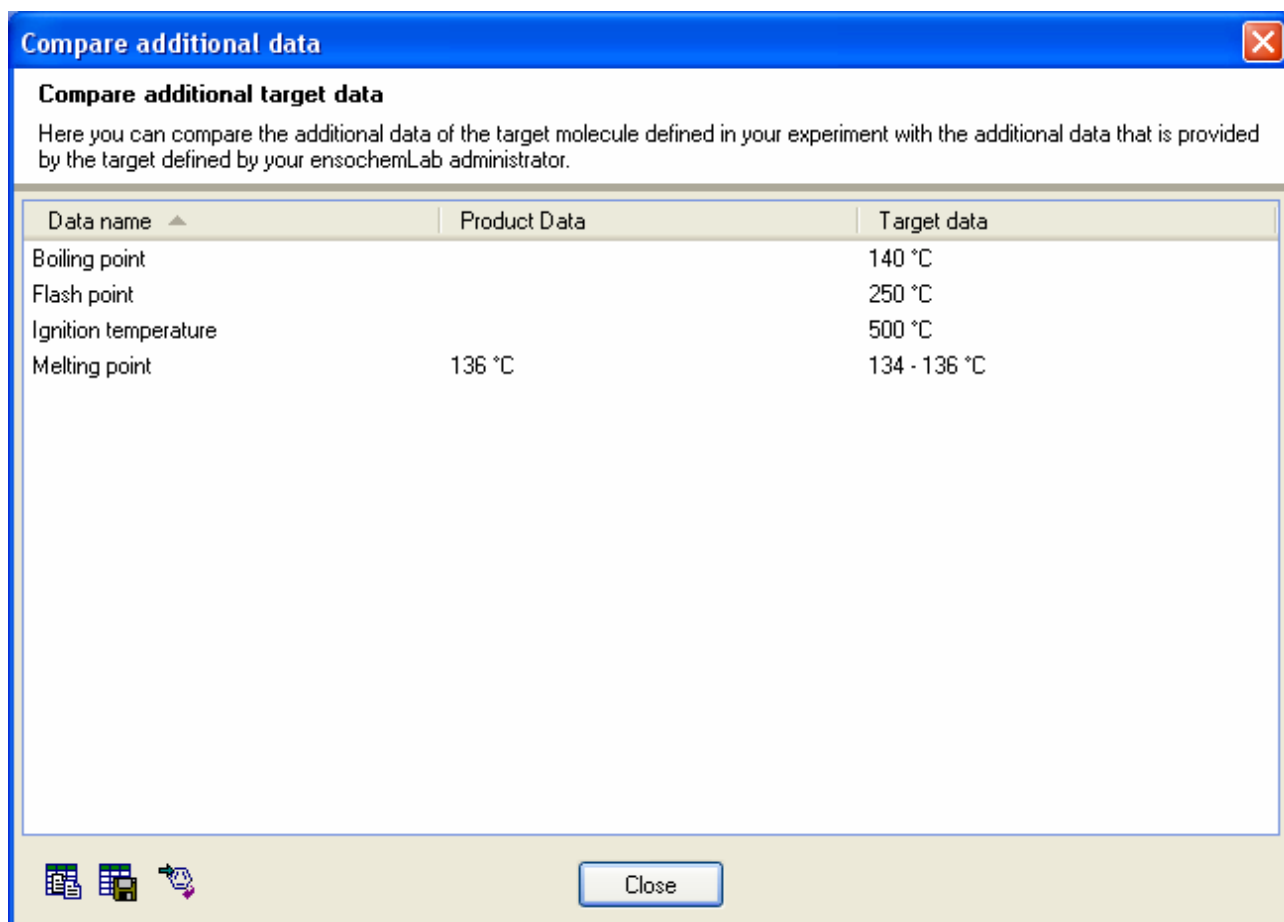 Compare additional data
Compare additional target data
Here you can compare the additional data of the target molecule defined in your experiment with the additional data that is provided
by the target defined by your ensochemLab administrator.
Data name Product Data Target data
Boiling point 140 °C
Flash point 250 °C
Ignition temperature 500 °C
Melting point 136 °C 134 - 136 °C
Close